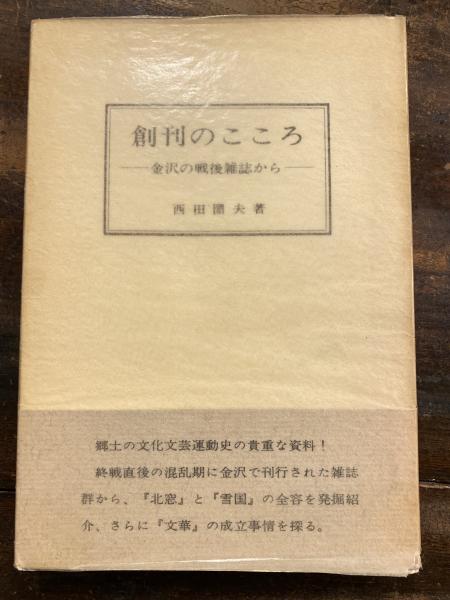 創刊のこころ
―金沢の戦後雑誌から―
西田 夫著
郷土の文化文芸運動史の貴重な資料！
終戦直後の混乱期に金沢で刊行された雑誌
群から、『北窓』と『雪国』の全容を発掘紹
介、さらに『文華』の成立事情を探る。